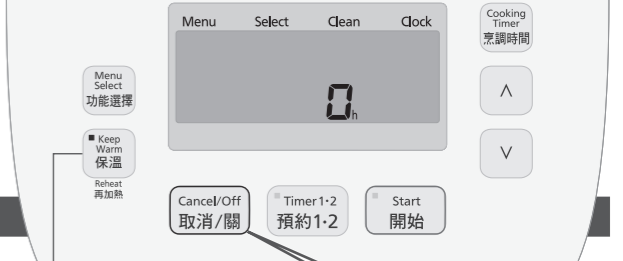 Menu Select Clean Clock
0h
Cooking
Timer
烹調時間
Menu
Select
功能選擇
∧
Keep
Warm
保溫
Reheat
再加熱
∨
Cancel/Off
取消/關
Timer1·2
預約1·2
Start
開始